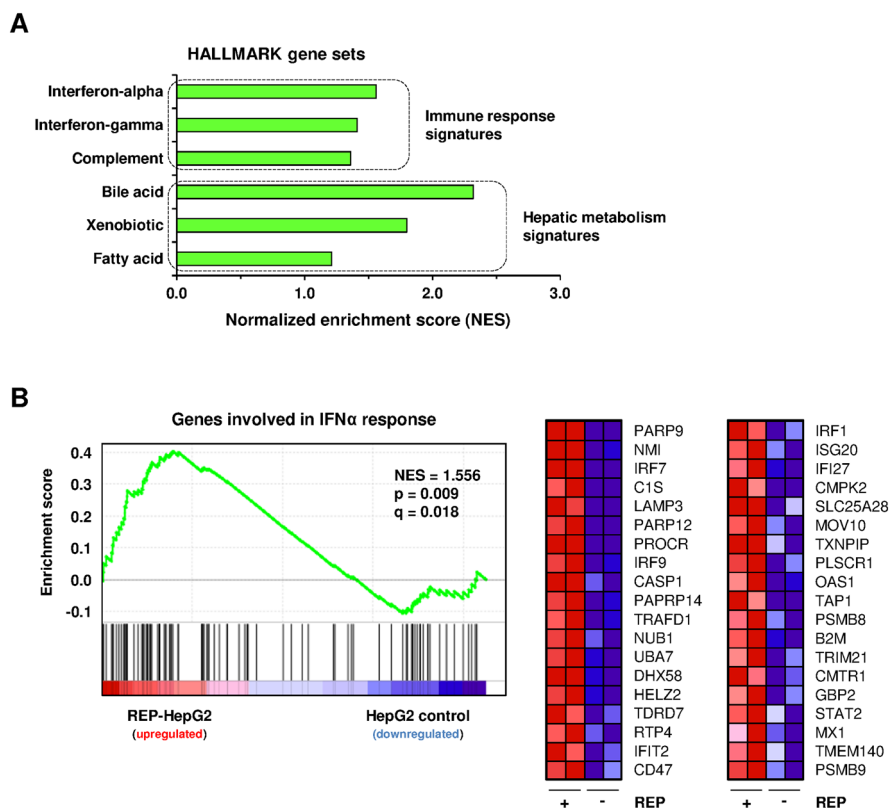 A
HALLMARK gene sets
Interferon-alpha
Interferon-gamma
Complement
Bile acid
Xenobiotic
Fatty acid
Immune response
signatures
Hepatic metabolism
signatures
0.0 1.0 2.0 3.0
Normalized enrichment score (NES)
B
Genes involved in IFNα response
Enrichment score
0.4
0.3
0.2
0.1
0.0
-0.1
NES = 1.556
p = 0.009
q = 0.018
REP-HepG2
(upregulated)
HepG2 control
(downregulated)
PARP9
NMI
IRF7
C1S
LAMP3
PARP12
PROCR
IRF9
CASP1
PAPRP14
TRAFD1
NUB1
UBA7
DHX58
HELZ2
TDRD7
RTP4
IFIT2
CD47
+ - REP
IRF1
ISG20
IFI27
CMPK2
SLC25A28
MOV10
TXNPIP
PLSCR1
OAS1
TAP1
PSMB8
B2M
TRIM21
CMTR1
GBP2
STAT2
MX1
TMEM140
PSMB9
+ - REP